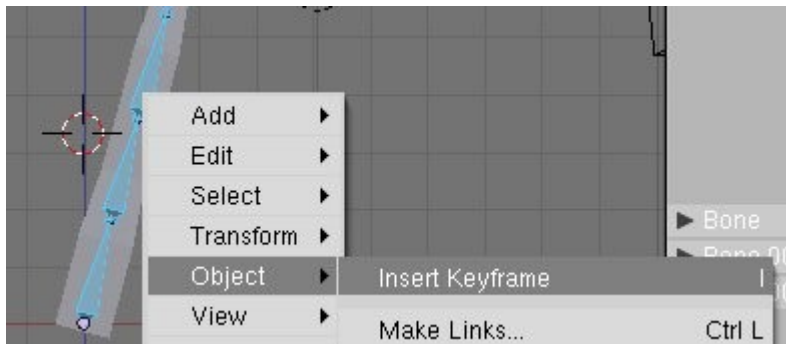 Add
Edit
Select
Transform
Object
View
Insert Keyframe I
Make Links... Ctrl L
Bone